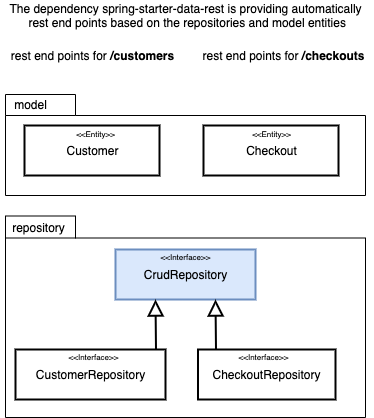 The dependency spring-starter-data-rest is providing automatically
rest end points based on the repositories and model entities
rest end points for /customers
rest end points for /checkouts
model
<<Entity>>
Customer
<<Entity>>
Checkout
repository
<<Interface>>
CrudRepository
<<Interface>>
CustomerRepository
<<Interface>>
CheckoutRepository